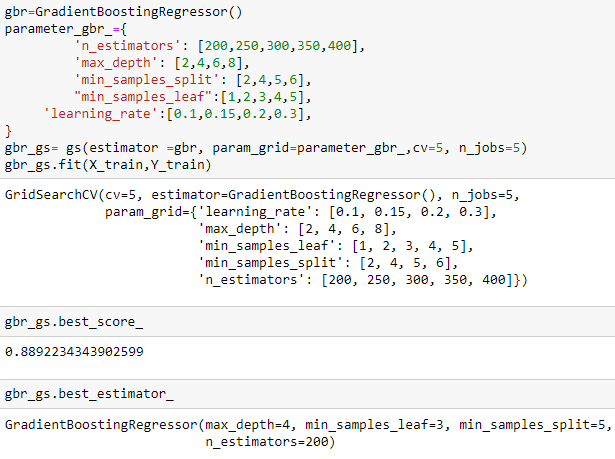 gbr=GradientBoostingRegressor()
parameter_gbr_={
'n_estimators': [200,250,300,350,400],
'max_depth': [2,4,6,8],
'min_samples_split': [2,4,5,6],
"min_samples_leaf":[1,2,3,4,5],
'learning_rate':[0.1,0.15,0.2,0.3],
}
gbr_gs= gs(estimator =gbr, param_grid=parameter_gbr_,cv=5, n_jobs=5)
gbr_gs.fit(X_train,Y_train)
GridSearchCV(cv=5, estimator=GradientBoostingRegressor(), n_jobs=5,
param_grid={'learning_rate': [0.1, 0.15, 0.2, 0.3],
'max_depth': [2, 4, 6, 8],
'min_samples_leaf': [1, 2, 3, 4, 5],
'min_samples_split': [2, 4, 5, 6],
'n_estimators': [200, 250, 300, 350, 400]})
gbr_gs.best_score_
0.8892234343902599
gbr_gs.best_estimator_
GradientBoostingRegressor(max_depth=4, min_samples_leaf=3, min_samples_split=5,
n_estimators=200)